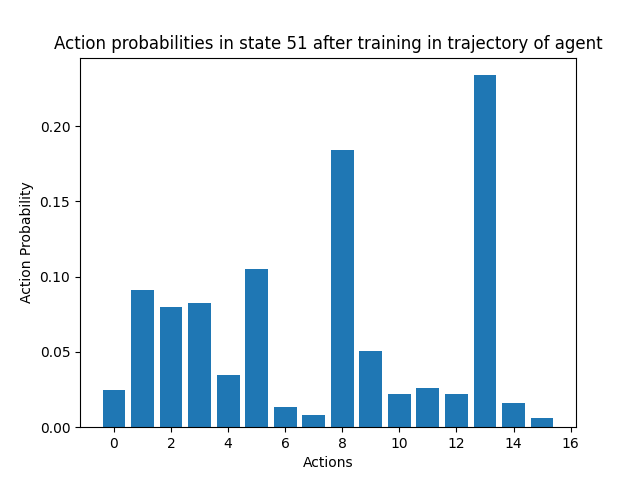 Action probabilities in state 51 after training in trajectory of agent
0.20
0.15
0.10
0.05
0.00
Action Probability
0 2 4 6 8 10 12 14 16
Actions